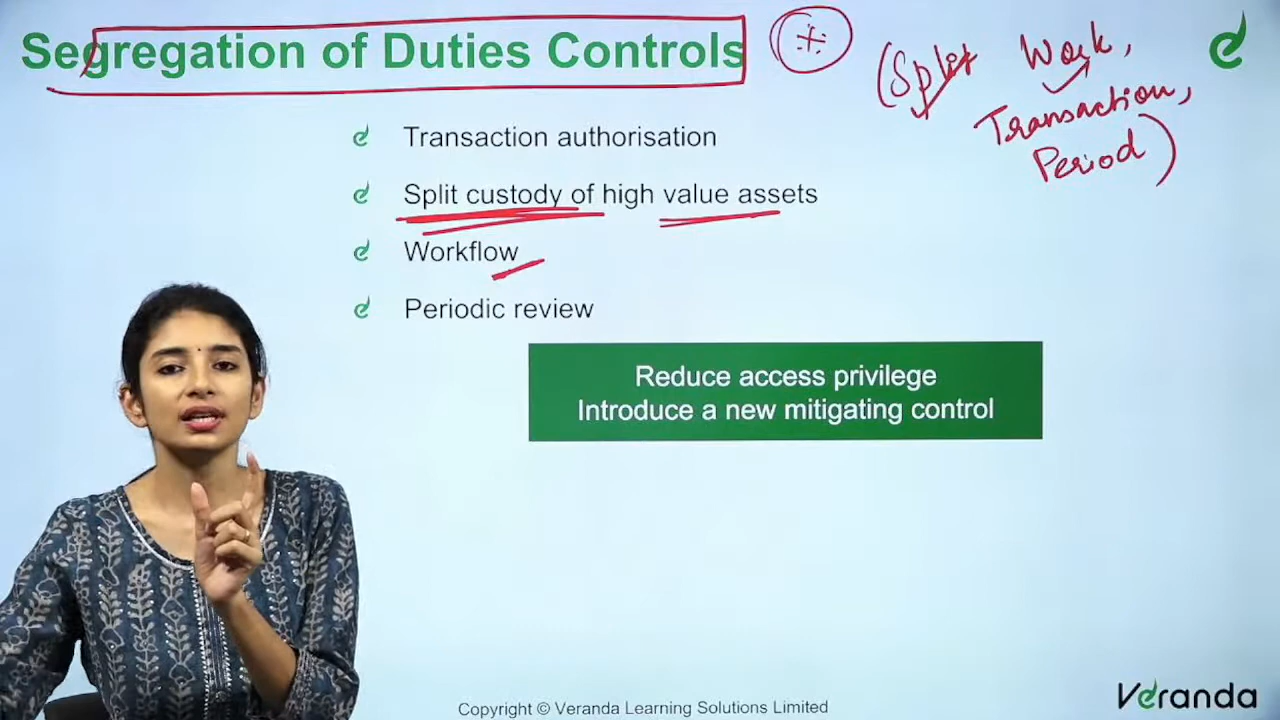 Segregation of Duties Controls
(Split Work,
Transaction,
Period)
Transaction authorisation
Split custody of high value assets
Workflow
Periodic review
Reduce access privilege
Introduce a new mitigating control
Copyright © Veranda Learning Solutions Limited
Veranda